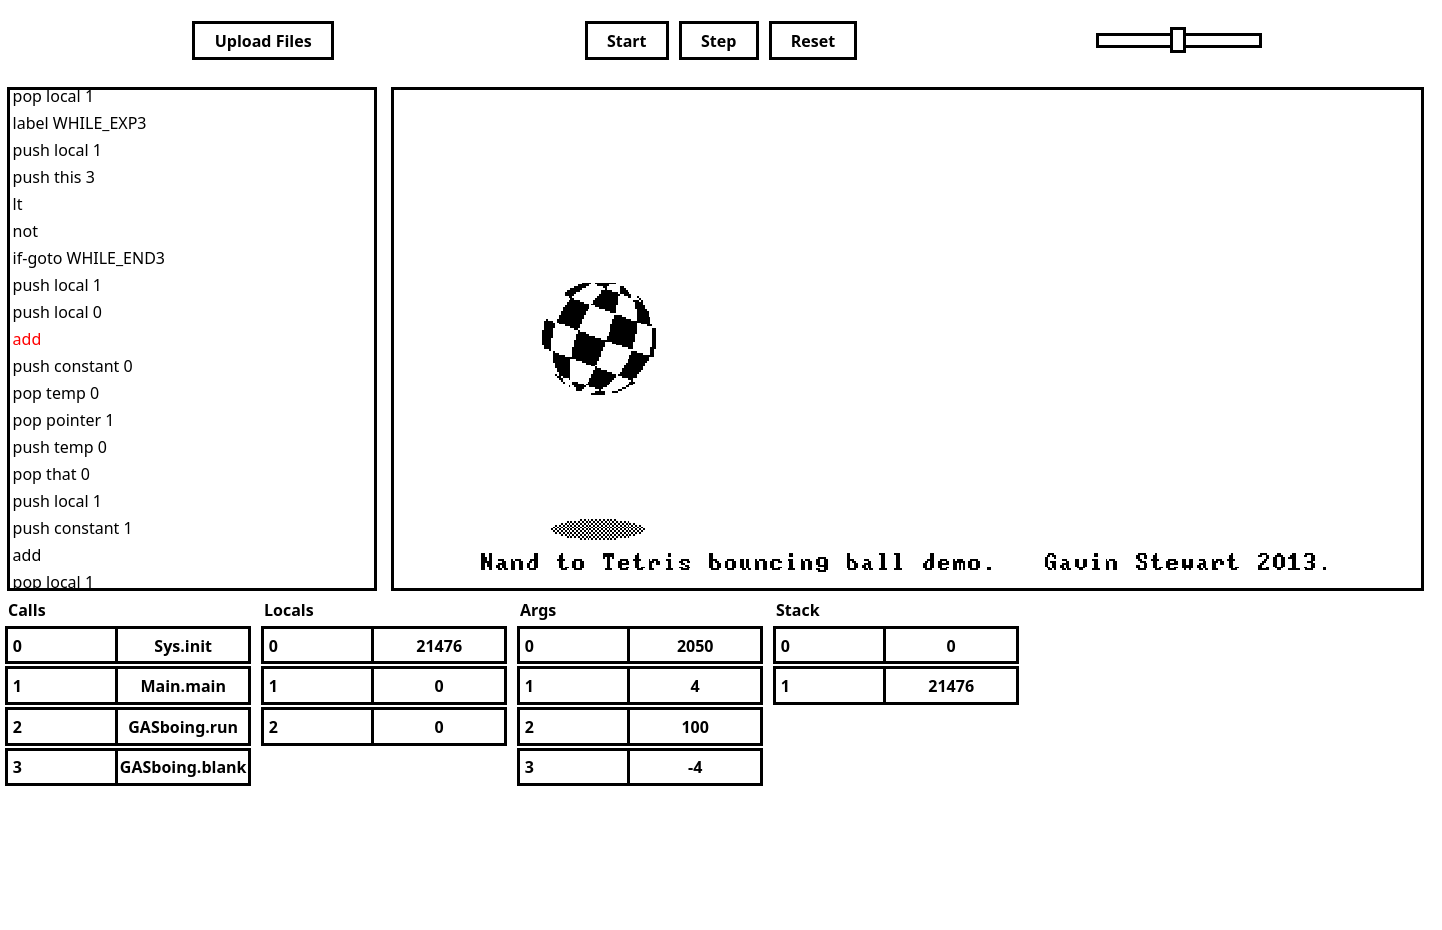 Upload Files
Start
Step
Reset
pop local 1
label WHILE_EXP3
push local 1
push this 3
lt
not
if-goto WHILE_END3
push local 1
push local 0
add
push constant 0
pop temp 0
pop pointer 1
push temp 0
pop that 0
push local 1
push constant 1
add
pop local 1
Nand to Tetris bouncing ball demo. Gavin Stewart 2013.
Calls
0 Sys.init
1 Main.main
2 GASboing.run
3 GASboing.blank
Locals
0 21476
1 0
2 0
Args
0 2050
1 4
2 100
3 -4
Stack
0 0
1 21476